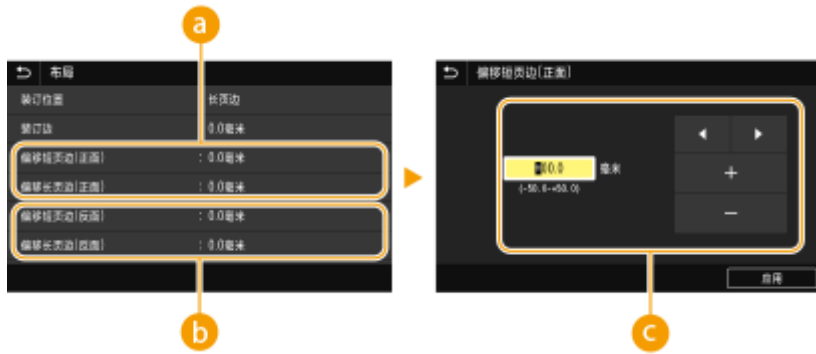 a
布局
装订位置 长页边
装订边 : 0.0毫米
偏移短页边(正面) : 0.0毫米
偏移长页边(正面) : 0.0毫米
偏移短页边(反面) : 0.0毫米
偏移长页边(反面) : 0.0毫米
b
偏移短页边(正面)
00.0 毫米
(-50.0-+50.0)
+
−
应用
c